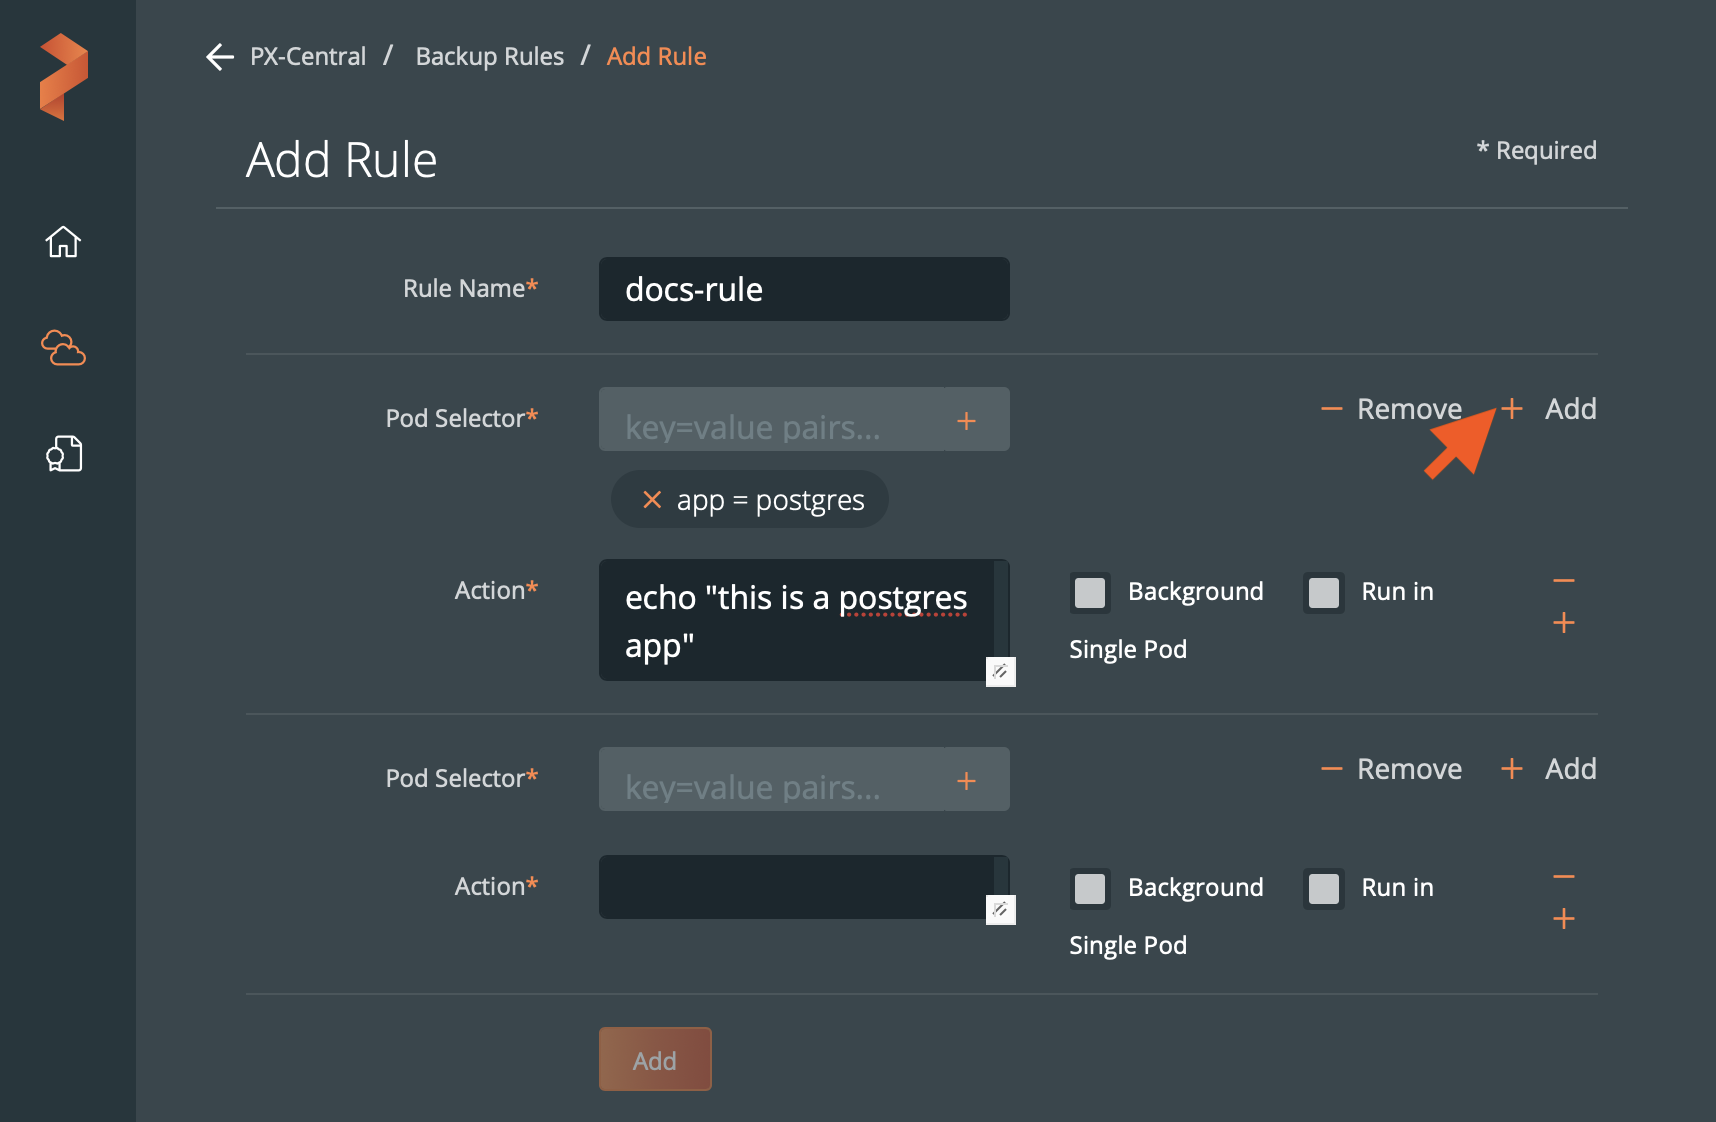 PX-Central / Backup Rules / Add Rule
Add Rule
* Required
Rule Name*
docs-rule
Pod Selector*
key=value pairs...
+
− Remove + Add
× app = postgres
Action*
echo "this is a postgres
app"
Background
Run in
Single Pod
−
+
Pod Selector*
key=value pairs...
+
− Remove + Add
Action*
Background
Run in
Single Pod
−
+
Add